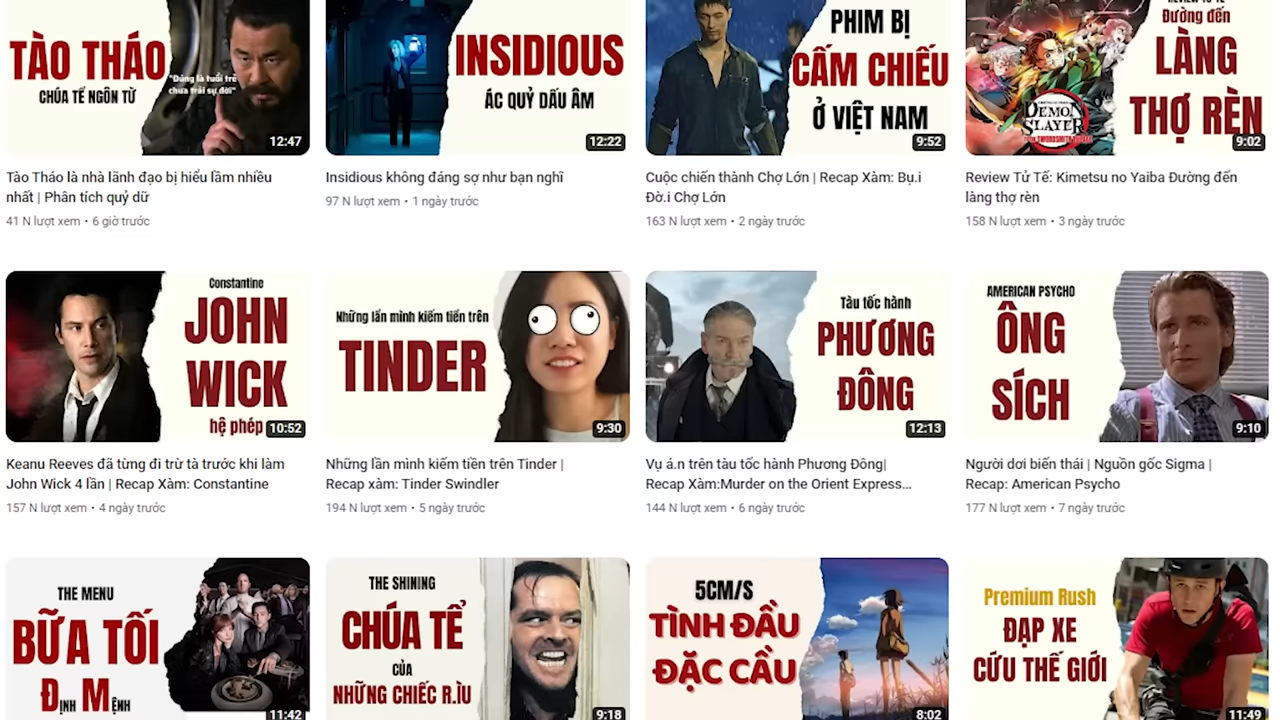 TÀO THÁO
CHÚA TỂ NGÔN TỪ
"Đúng là tuổi trẻ
chưa trải sự đời"
12:47
INSIDIOUS
ÁC QUỶ DẤU ÂM
12:22
PHIM BỊ
CẤM CHIẾU
Ở VIỆT NAM
9:52
REVIEW TỬ TẾ
Đường đến
LÀNG
THỢ RÈN
DEMON
SLAYER
9:02
Tào Tháo là nhà lãnh đạo bị hiểu lầm nhiều
nhất | Phân tích quỷ dữ
41 N lượt xem • 6 giờ trước
Insidious không đáng sợ như bạn nghĩ
97 N lượt xem • 1 ngày trước
Cuộc chiến thành Chợ Lớn | Recap Xàm: Bụ.i
Đờ.i Chợ Lớn
163 N lượt xem • 2 ngày trước
Review Tử Tế: Kimetsu no Yaiba Đường đến
làng thợ rèn
158 N lượt xem • 3 ngày trước
Constantine
JOHN
WICK
hệ phép
10:52
Những lần mình kiếm tiền trên
TINDER
9:30
Tàu tốc hành
PHƯƠNG
ĐÔNG
12:13
AMERICAN PSYCHO
ÔNG
SÍCH
9:10
Keanu Reeves đã từng đi trừ tà trước khi làm
John Wick 4 lần | Recap Xàm: Constantine
157 N lượt xem • 4 ngày trước
Những lần mình kiếm tiền trên Tinder |
Recap xàm: Tinder Swindler
194 N lượt xem • 5 ngày trước
Vụ á.n trên tàu tốc hành Phương Đông|
Recap Xàm:Murder on the Orient Express...
144 N lượt xem • 6 ngày trước
Người dơi biến thái | Nguồn gốc Sigma |
Recap: American Psycho
177 N lượt xem • 7 ngày trước
THE MENU
BỮA TỐI
ĐỊNH MỆNH
11:42
THE SHINING
CHÚA TỂ
CỦA
NHỮNG CHIẾC R.ÌU
9:18
5CM/S
TÌNH ĐẦU
ĐẶC CẦU
8:02
Premium Rush
ĐẠP XE
CỨU THẾ GIỚI
11:49